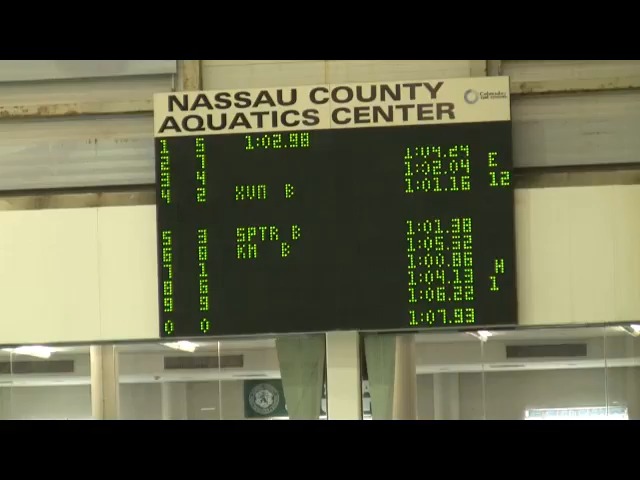 NASSAU COUNTY
AQUATICS CENTER
1 5 1:02.98 1:04.24
2 7 1:02.04 E
3 4 1:01.16 12
4 2 XVM B
5 3 SPTR B 1:01.38
6 8 KM B 1:05.32
7 1 1:00.86 H
8 6 1:04.13 1
9 9 1:06.22
0 0 1:07.93